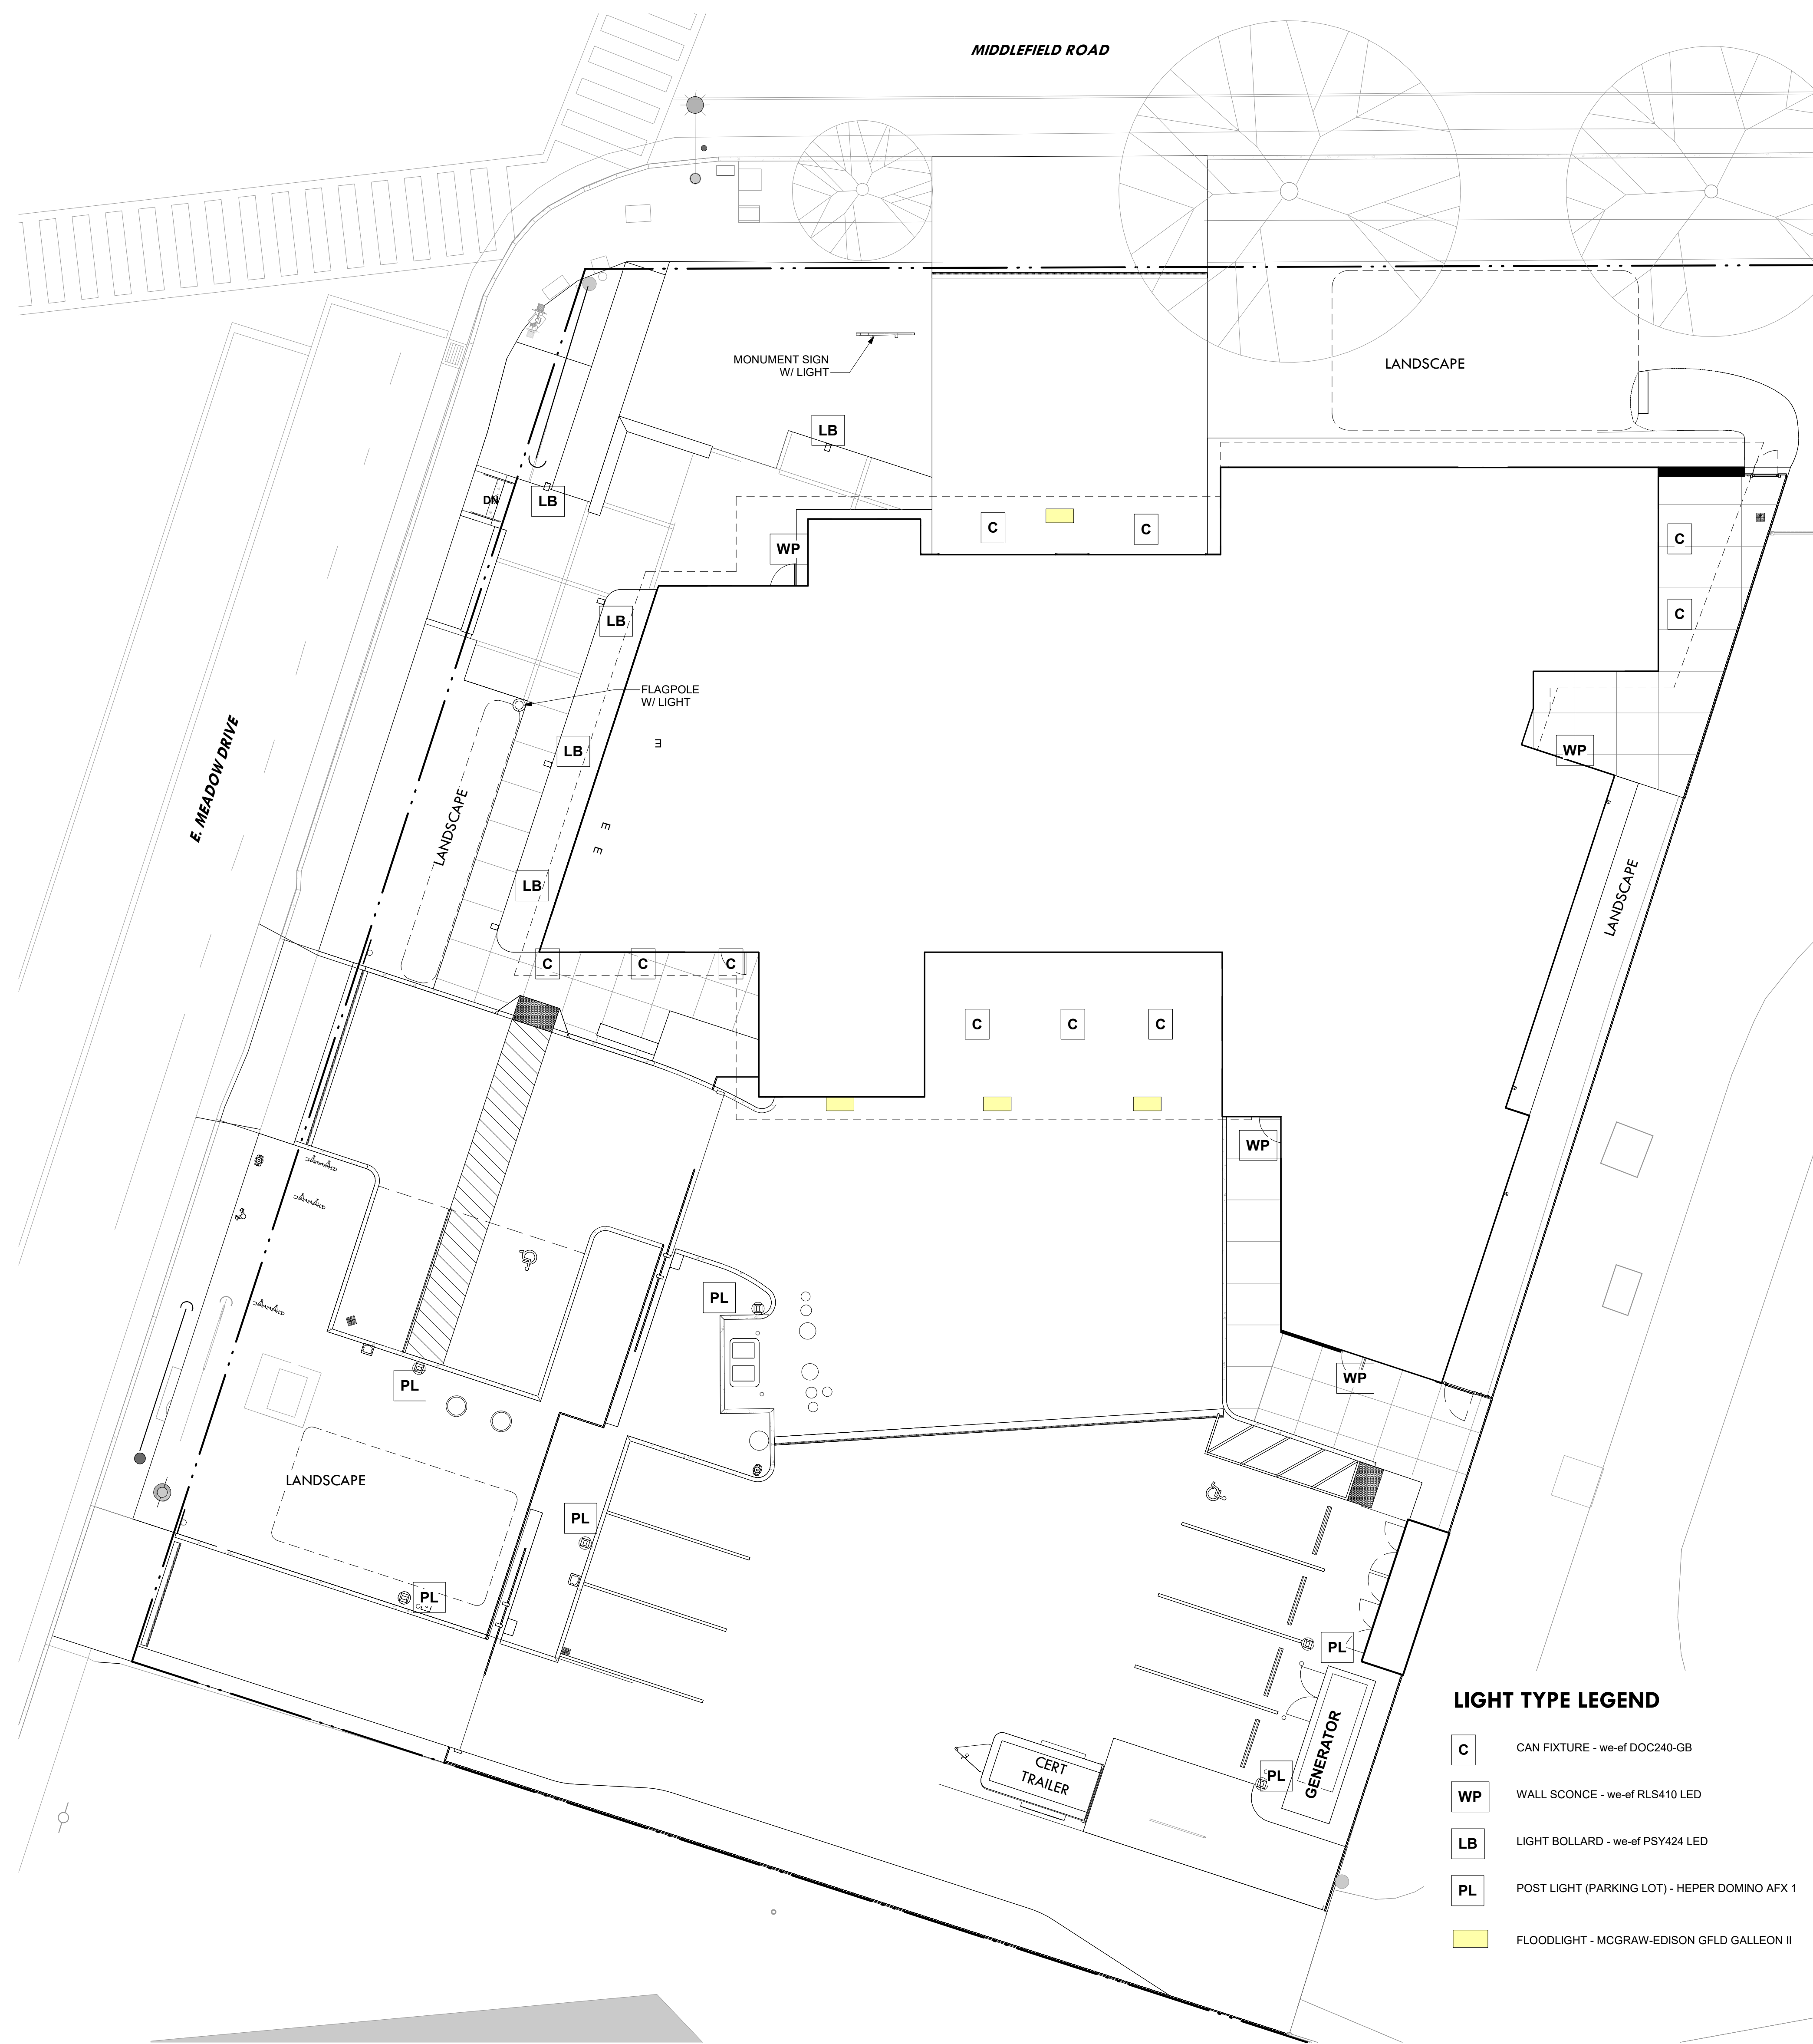 MIDDLEFIELD ROAD
MONUMENT SIGN
W/ LIGHT
LANDSCAPE
LB
DN
LB
C
C
C
WP
C
LB
FLAGPOLE
W/ LIGHT
E. MEADOW DRIVE
LB
E
WP
LANDSCAPE
E
E
LB
LANDSCAPE
C
C
C
C
C
C
WP
PL
PL
WP
LANDSCAPE
PL
PL
PL
CERT
TRAILER
PL
GENERATOR
LIGHT TYPE LEGEND
C
CAN FIXTURE - we-ef DOC240-GB
WP
WALL SCONCE - we-ef RLS410 LED
LB
LIGHT BOLLARD - we-ef PSY424 LED
PL
POST LIGHT (PARKING LOT) - HEPER DOMINO AFX 1
FLOODLIGHT - MCGRAW-EDISON GFLD GALLEON II